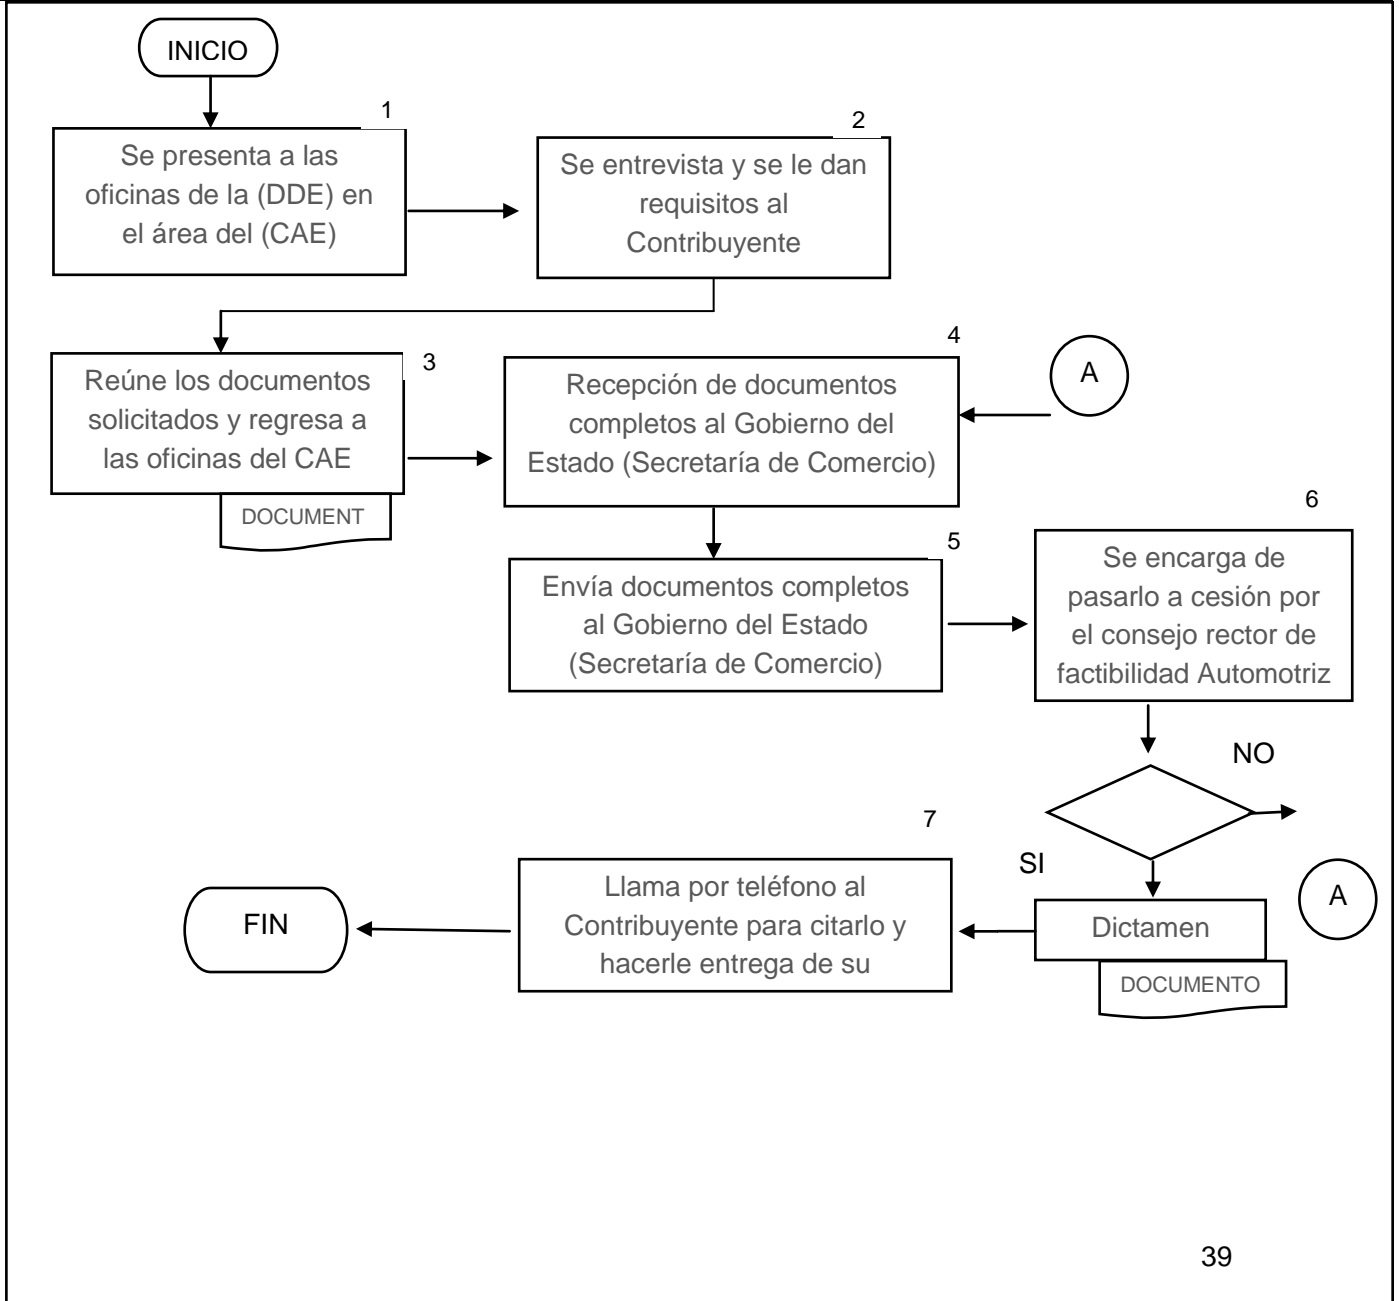 INICIO
1
Se presenta a las
oficinas de la (DDE) en
el área del (CAE)
2
Se entrevista y se le dan
requisitos al
Contribuyente
3
Reúne los documentos
solicitados y regresa a
las oficinas del CAE
DOCUMENT
4
Recepción de documentos
completos al Gobierno del
Estado (Secretaría de Comercio)
A
5
Envía documentos completos
al Gobierno del Estado
(Secretaría de Comercio)
6
Se encarga de
pasarlo a cesión por
el consejo rector de
factibilidad Automotriz
NO
SI
A
Dictamen
DOCUMENTO
7
Llama por teléfono al
Contribuyente para citarlo y
hacerle entrega de su
FIN
39